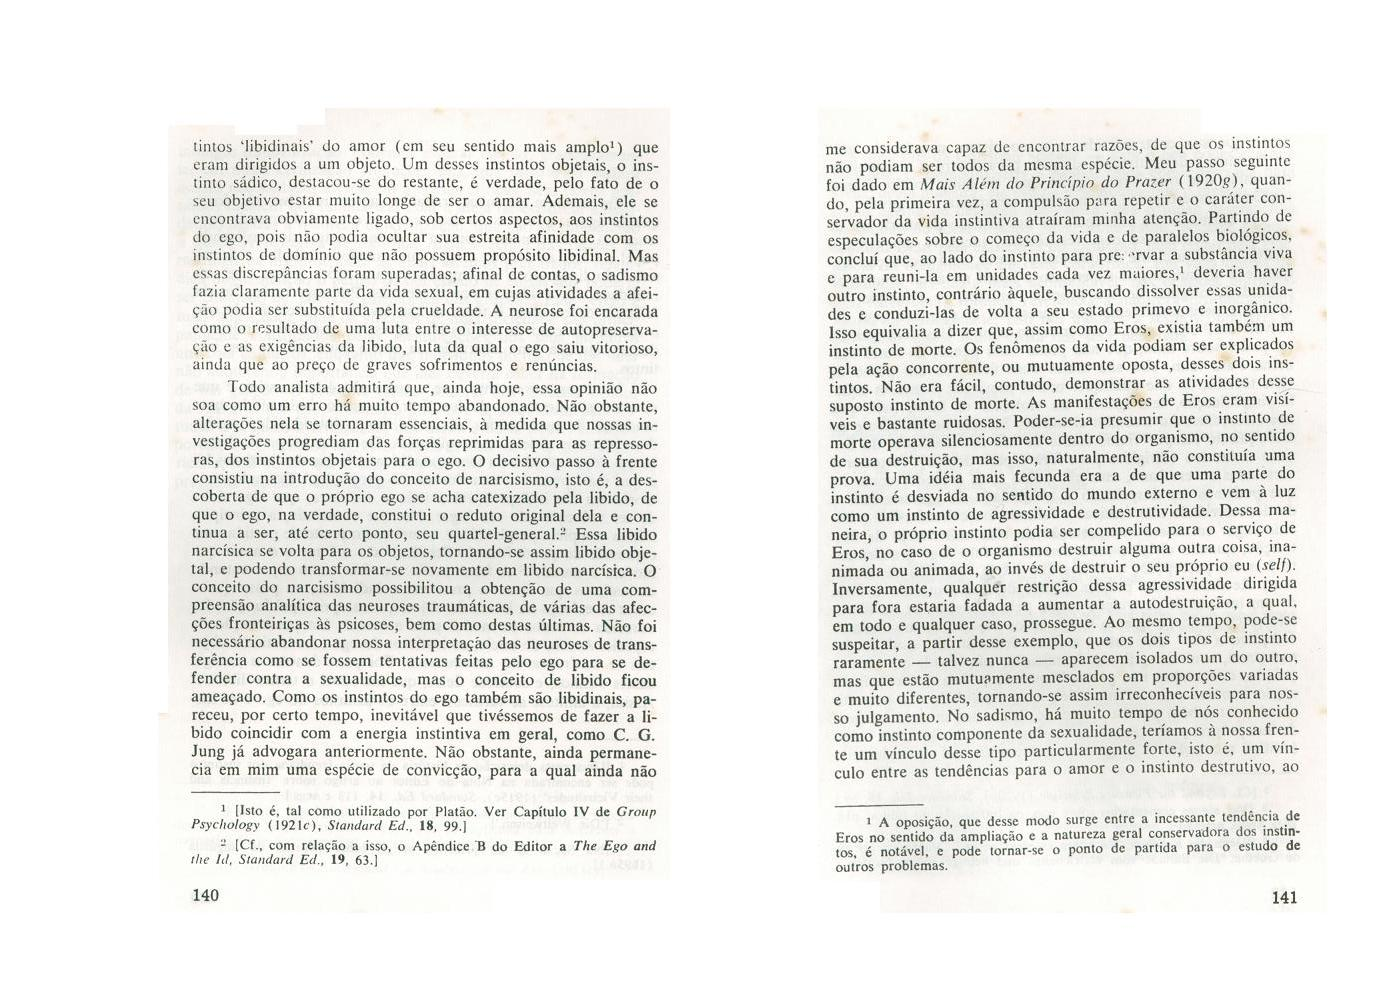 tintos 'libidinais' do amor (em seu sentido mais amplo¹) que
eram dirigidos a um objeto. Um desses instintos objetais, o ins-
tinto sádico, destacou-se do restante, é verdade, pelo fato de o
seu objetivo estar muito longe de ser o amar. Ademais, ele se
encontrava obviamente ligado, sob certos aspectos, aos instintos
do ego, pois não podia ocultar sua estreita afinidade com os
instintos de domínio que não possuem propósito libidinal. Mas
essas discrepâncias foram superadas; afinal de contas, o sadismo
fazia claramente parte da vida sexual, em cujas atividades a afei-
ção podia ser substituída pela crueldade. A neurose foi encarada
como o resultado de uma luta entre o interesse de autopreserva-
ção e as exigências da libido, luta da qual o ego saiu vitorioso,
ainda que ao preço de graves sofrimentos e renúncias.
Todo analista admitirá que, ainda hoje, essa opinião não
soa como um erro há muito tempo abandonado. Não obstante,
alterações nela se tornaram essenciais, à medida que nossas in-
vestigações progrediam das forças reprimidas para as represso-
ras, dos instintos objetais para o ego. O decisivo passo à frente
consistiu na introdução do conceito de narcisismo, isto é, a des-
coberta de que o próprio ego se acha catexizado pela libido, de
que o ego, na verdade, constitui o reduto original dela e con-
tinua a ser, até certo ponto, seu quartel-general.² Essa libido
narcísica se volta para os objetos, tornando-se assim libido obje-
tal, e podendo transformar-se novamente em libido narcísica. O
conceito do narcisismo possibilitou a obtenção de uma com-
preensão analítica das neuroses traumáticas, de várias das afec-
ções fronteiriças às psicoses, bem como destas últimas. Não foi
necessário abandonar nossa interpretação das neuroses de trans-
ferência como se fossem tentativas feitas pelo ego para se de-
fender contra a sexualidade, mas o conceito de libido ficou
ameaçado. Como os instintos do ego também são libidinais, pa-
receu, por certo tempo, inevitável que tivéssemos de fazer a li-
bido coincidir com a energia instintiva em geral, como C. G.
Jung já advogara anteriormente. Não obstante, ainda permane-
cia em mim uma espécie de convicção, para a qual ainda não
¹ [Isto é, tal como utilizado por Platão. Ver Capítulo IV de Group
Psychology (1921c), Standard Ed., 18, 99.]
² [Cf., com relação a isso, o Apêndice B do Editor a The Ego and
the Id, Standard Ed., 19, 63.]
140
me considerava capaz de encontrar razões, de que os instintos
não podiam ser todos da mesma espécie. Meu passo seguinte
foi dado em Mais Além do Princípio do Prazer (1920g), quan-
do, pela primeira vez, a compulsão para repetir e o caráter con-
servador da vida instintiva atraíram minha atenção. Partindo de
especulações sobre o começo da vida e de paralelos biológicos,
concluí que, ao lado do instinto para pre rvar a substância viva
e para reuni-la em unidades cada vez maiores,¹ deveria haver
outro instinto, contrário àquele, buscando dissolver essas unida-
des e conduzi-las de volta a seu estado primevo e inorgânico.
Isso equivalia a dizer que, assim como Eros, existia também um
instinto de morte. Os fenômenos da vida podiam ser explicados
pela ação concorrente, ou mutuamente oposta, desses dois ins-
tintos. Não era fácil, contudo, demonstrar as atividades desse
suposto instinto de morte. As manifestações de Eros eram visí-
veis e bastante ruidosas. Poder-se-ia presumir que o instinto de
morte operava silenciosamente dentro do organismo, no sentido
de sua destruição, mas isso, naturalmente, não constituía uma
prova. Uma idéia mais fecunda era a de que uma parte do
instinto é desviada no sentido do mundo externo e vem à luz
como um instinto de agressividade e destrutividade. Dessa ma-
neira, o próprio instinto podia ser compelido para o serviço de
Eros, no caso de o organismo destruir alguma outra coisa, ina-
nimada ou animada, ao invés de destruir o seu próprio eu (self).
Inversamente, qualquer restrição dessa agressividade dirigida
para fora estaria fadada a aumentar a autodestruição, a qual,
em todo e qualquer caso, prossegue. Ao mesmo tempo, pode-se
suspeitar, a partir desse exemplo, que os dois tipos de instinto
raramente — talvez nunca — aparecem isolados um do outro,
mas que estão mutuamente mesclados em proporções variadas
e muito diferentes, tornando-se assim irreconhecíveis para nos-
so julgamento. No sadismo, há muito tempo de nós conhecido
como instinto componente da sexualidade, teríamos à nossa fren-
te um vínculo desse tipo particularmente forte, isto é, um vín-
culo entre as tendências para o amor e o instinto destrutivo, ao
¹ A oposição, que desse modo surge entre a incessante tendência de
Eros no sentido da ampliação e a natureza geral conservadora dos instin-
tos, é notável, e pode tornar-se o ponto de partida para o estudo de
outros problemas.
141